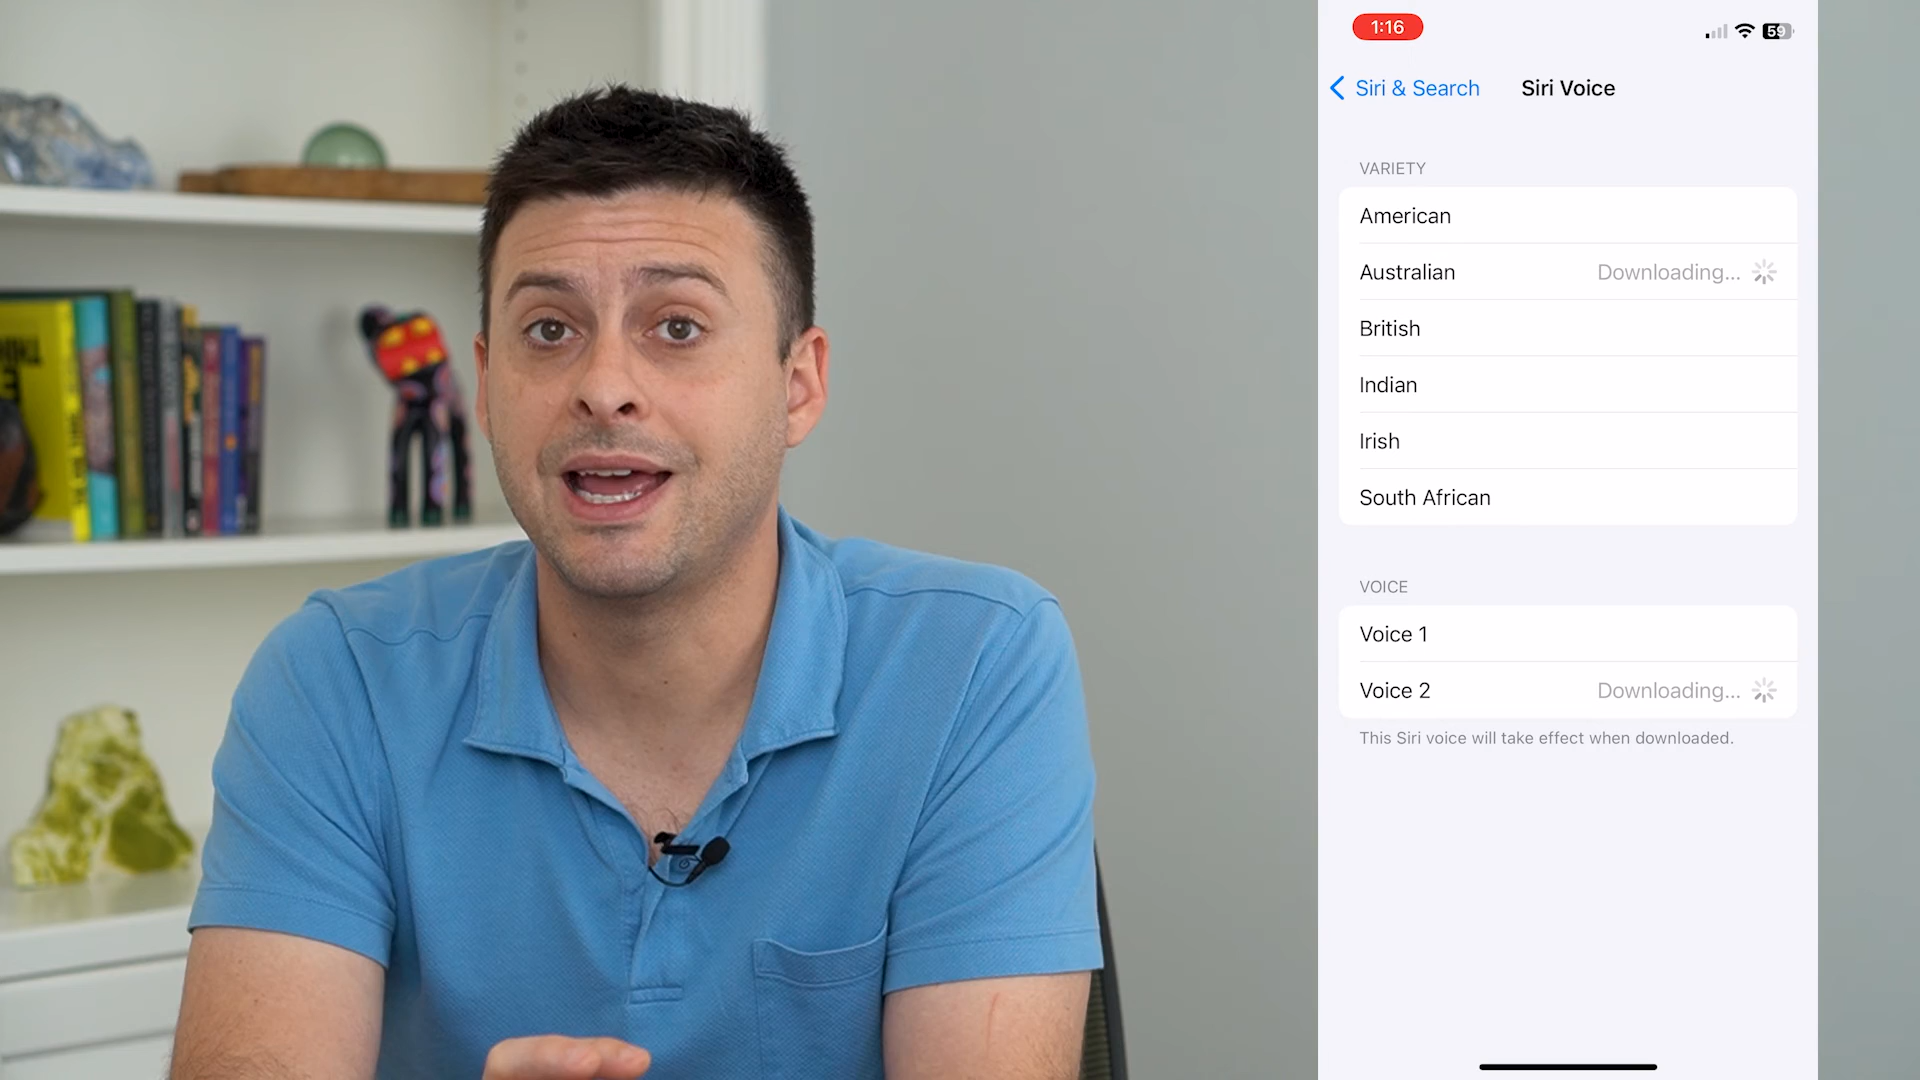 1:16
59
Siri & Search
Siri Voice
VARIETY
American
Australian Downloading...
British
Indian
Irish
South African
VOICE
Voice 1
Voice 2 Downloading...
This Siri voice will take effect when downloaded.